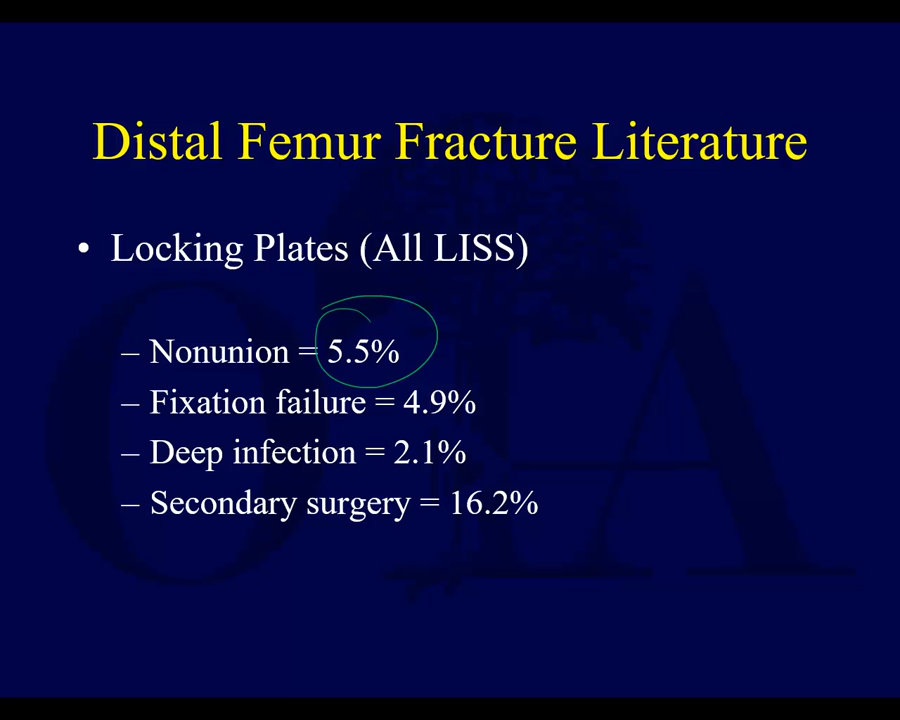 Distal Femur Fracture Literature
• Locking Plates (All LISS)
– Nonunion = 5.5%
– Fixation failure = 4.9%
– Deep infection = 2.1%
– Secondary surgery = 16.2%
OTA